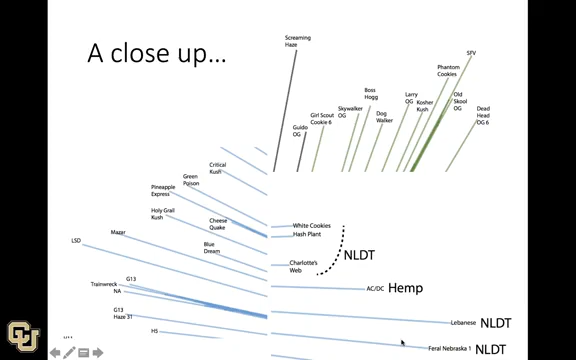 A close up...
Screaming
Haze
SFV
Phantom
Cookies
Boss
Hogg
Larry
OG
Kosher
Kush
Old
Skool
OG
Skywalker
OG
Dog
Walker
Dead
Head
OG 6
Girl Scout
Cookie 6
Guido
OG
Critical
Kush
Green
Poison
Pineapple
Express
Holy Grail
Kush
Cheese
Quake
Mazar
Blue
Dream
LSD
G13
Trainwreck
NA
G13
Haze 31
H5
White Cookies
Hash Plant
NLDT
Charlotte's
Web
AC/DC Hemp
Lebanese NLDT
Feral Nebraska 1 NLDT
CU